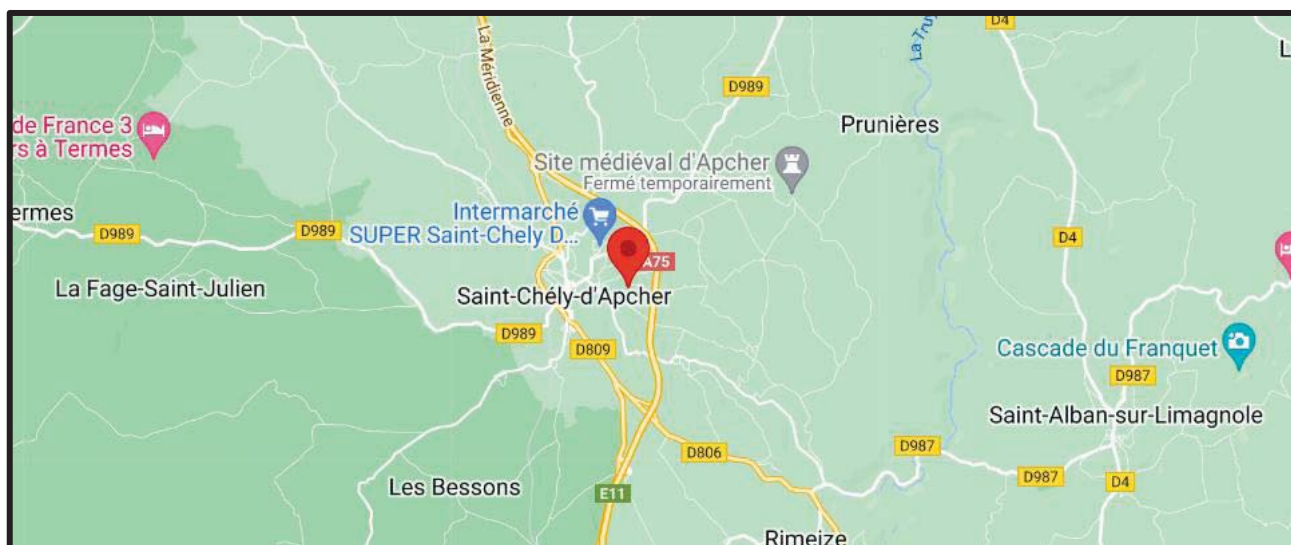 D4
La Truy
La Méridienne
L
D989
de France 3
rs à Termes
Prunières
Site médiéval d'Apcher
Fermé temporairement
ermes
D989
D989
Intermarché
SUPER Saint-Chely D...
D4
A75
La Fage-Saint-Julien
Saint-Chély-d'Apcher
D989
D809
Cascade du Franquet
D987
Saint-Alban-sur-Limagnole
D987
D806
D987
D4
Les Bessons
E11
Rimeize